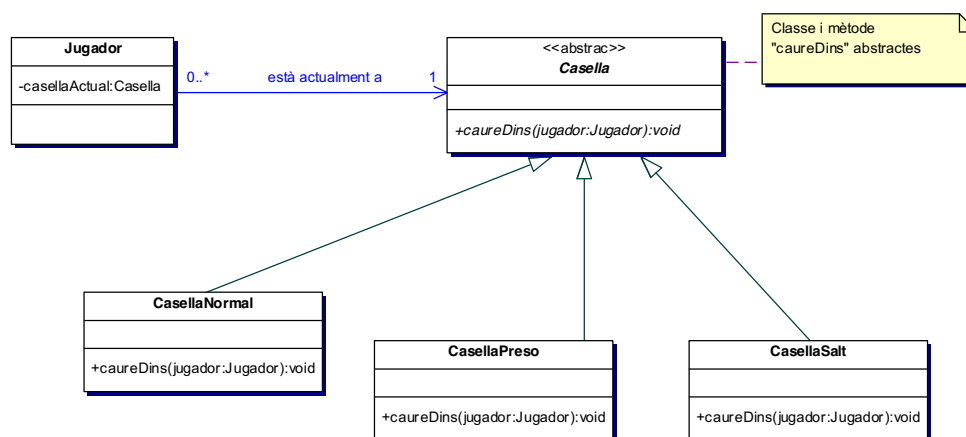 Jugador
-casellaActual:Casella
0..*
està actualment a
1
<<abstrac>>
Casella
+caureDins(jugador:Jugador):void
Classe i mètode
"caureDins" abstractes
CasellaNormal
+caureDins(jugador:Jugador):void
CasellaPreso
+caureDins(jugador:Jugador):void
CasellaSalt
+caureDins(jugador:Jugador):void